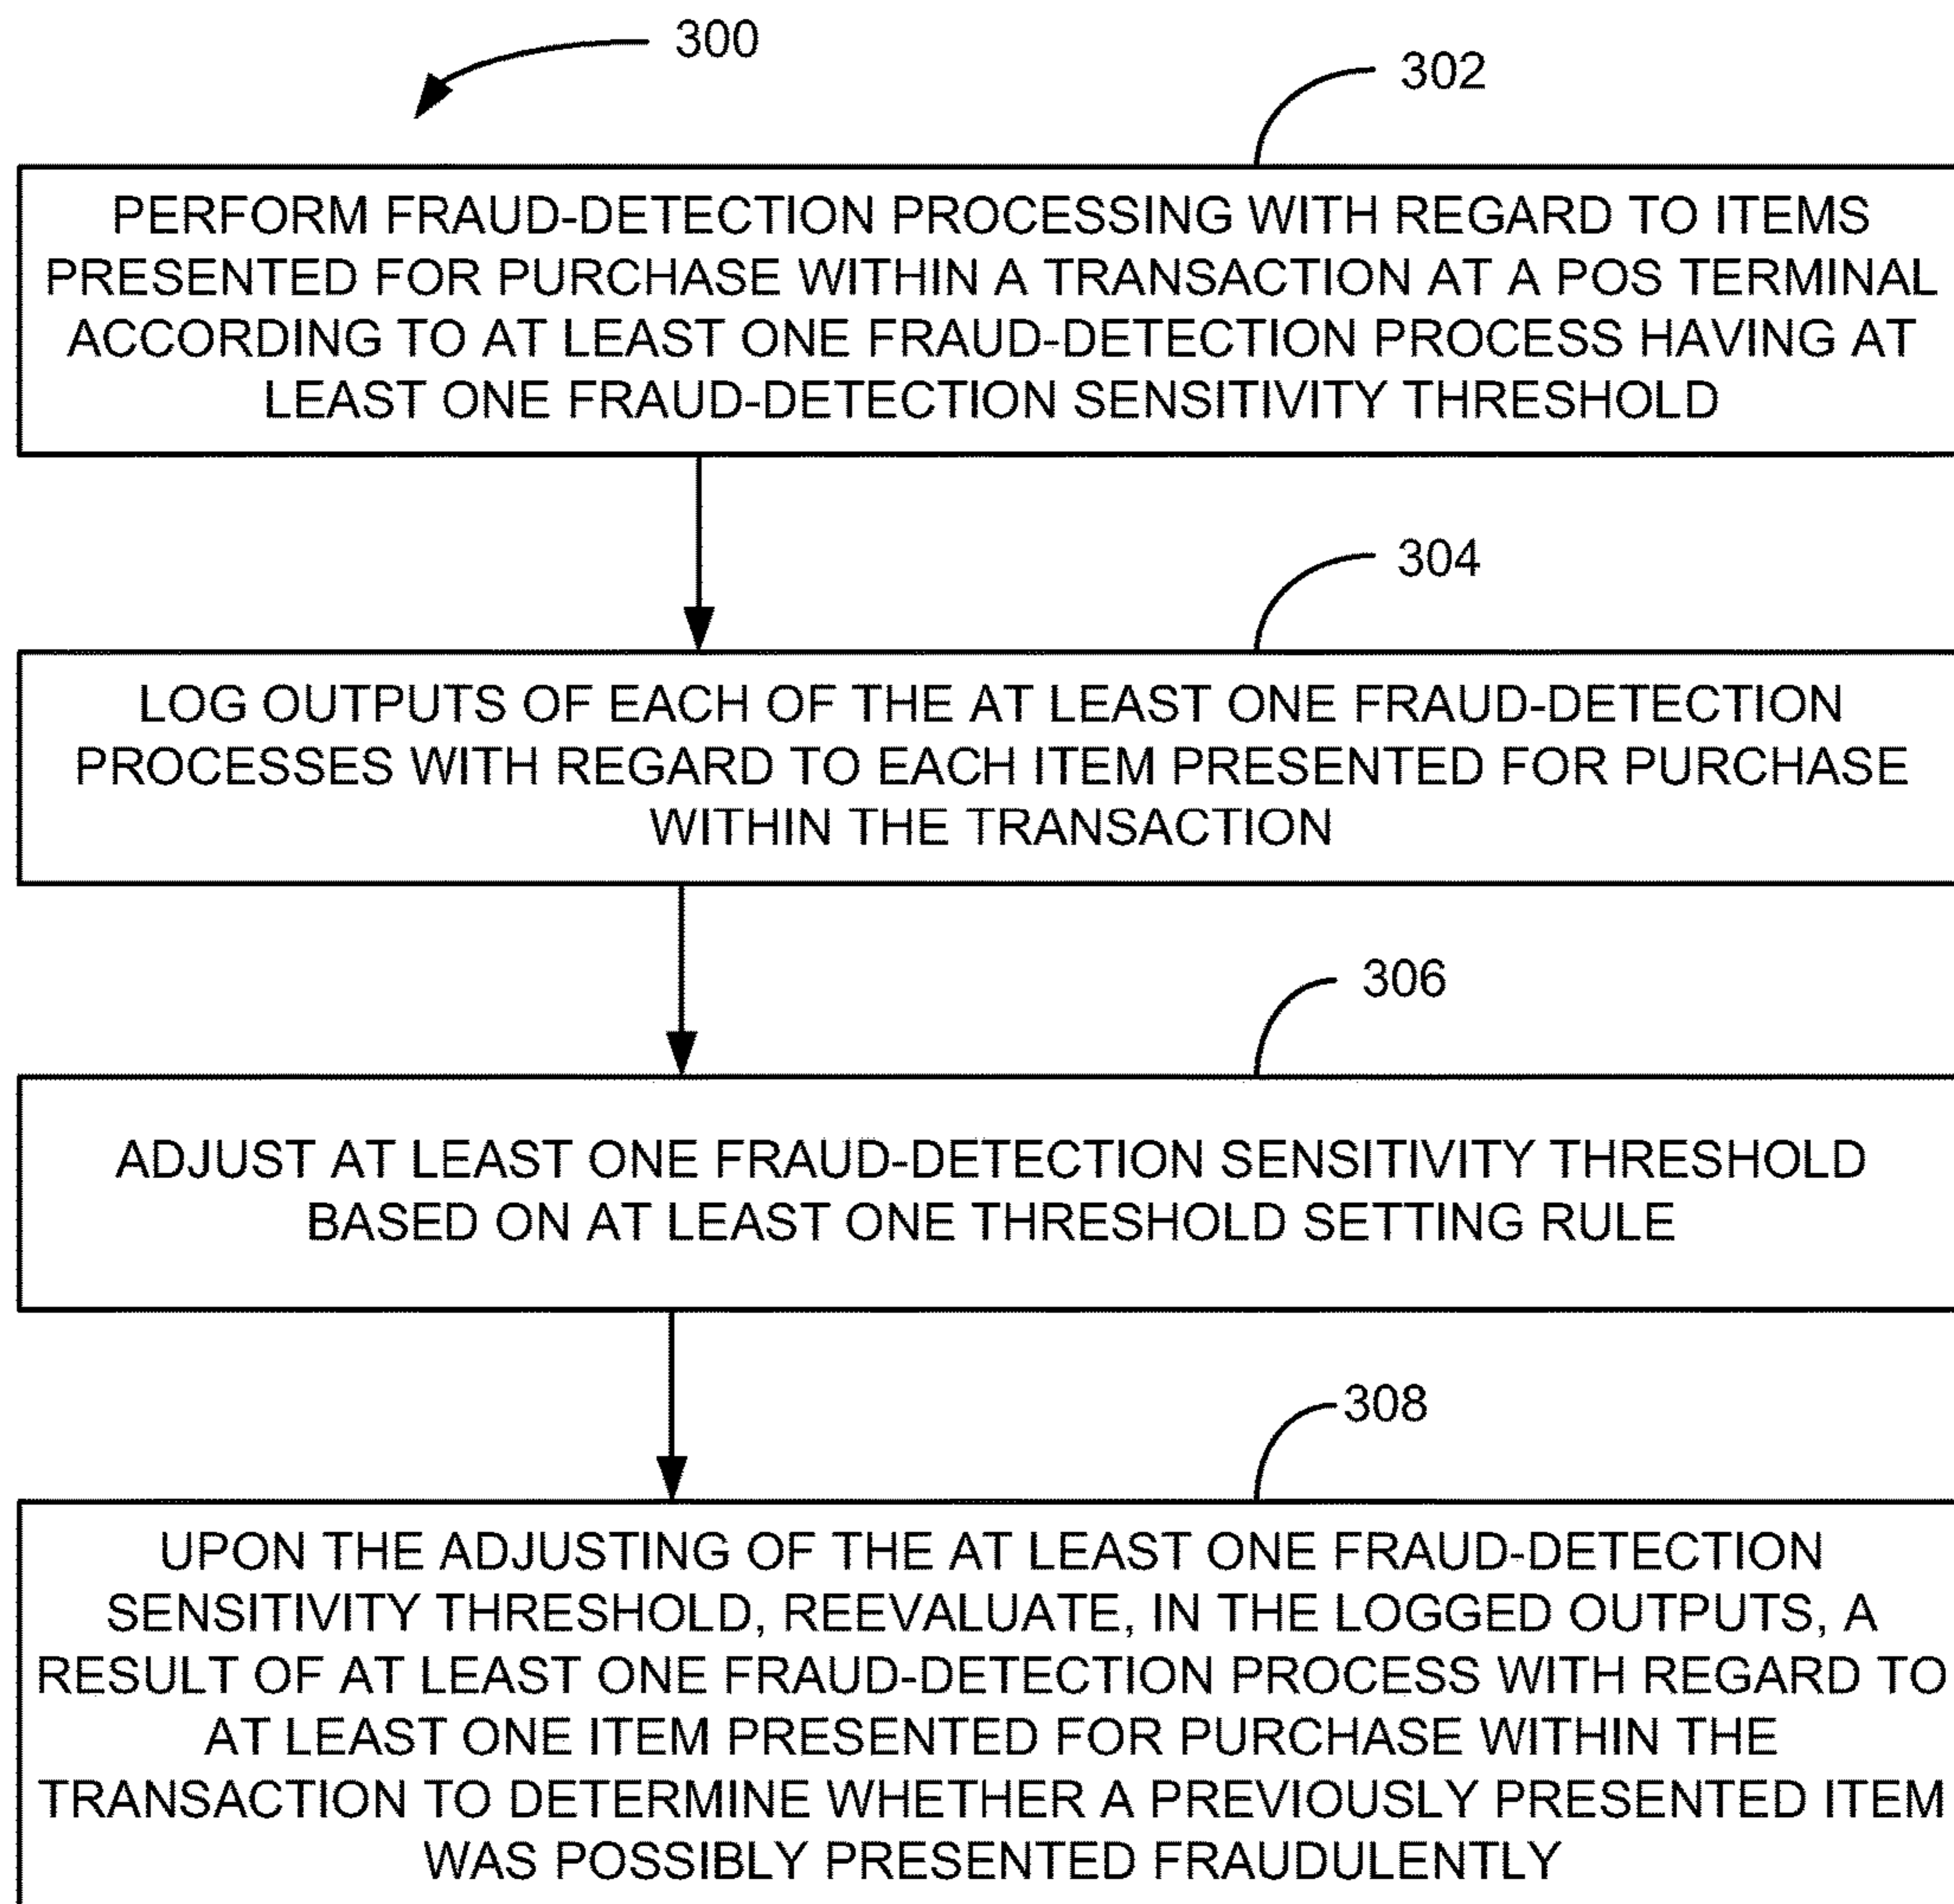 300
302
PERFORM FRAUD-DETECTION PROCESSING WITH REGARD TO ITEMS
PRESENTED FOR PURCHASE WITHIN A TRANSACTION AT A POS TERMINAL
ACCORDING TO AT LEAST ONE FRAUD-DETECTION PROCESS HAVING AT
LEAST ONE FRAUD-DETECTION SENSITIVITY THRESHOLD
304
LOG OUTPUTS OF EACH OF THE AT LEAST ONE FRAUD-DETECTION
PROCESSES WITH REGARD TO EACH ITEM PRESENTED FOR PURCHASE
WITHIN THE TRANSACTION
306
ADJUST AT LEAST ONE FRAUD-DETECTION SENSITIVITY THRESHOLD
BASED ON AT LEAST ONE THRESHOLD SETTING RULE
308
UPON THE ADJUSTING OF THE AT LEAST ONE FRAUD-DETECTION
SENSITIVITY THRESHOLD, REEVALUATE, IN THE LOGGED OUTPUTS, A
RESULT OF AT LEAST ONE FRAUD-DETECTION PROCESS WITH REGARD TO
AT LEAST ONE ITEM PRESENTED FOR PURCHASE WITHIN THE
TRANSACTION TO DETERMINE WHETHER A PREVIOUSLY PRESENTED ITEM
WAS POSSIBLY PRESENTED FRAUDULENTLY